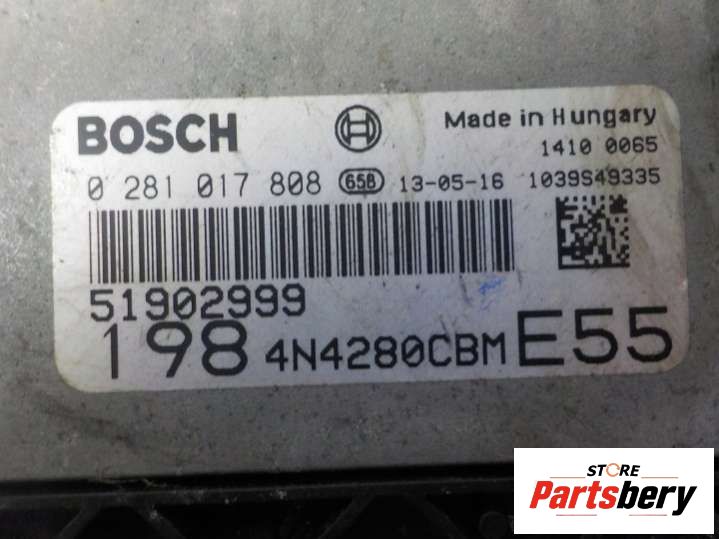 BOSCH Made in Hungary
1410 0065
0 281 017 808 658 13-05-16 1039S49335
51902999
198 4N4280CBM E55
STORE
Partsbery